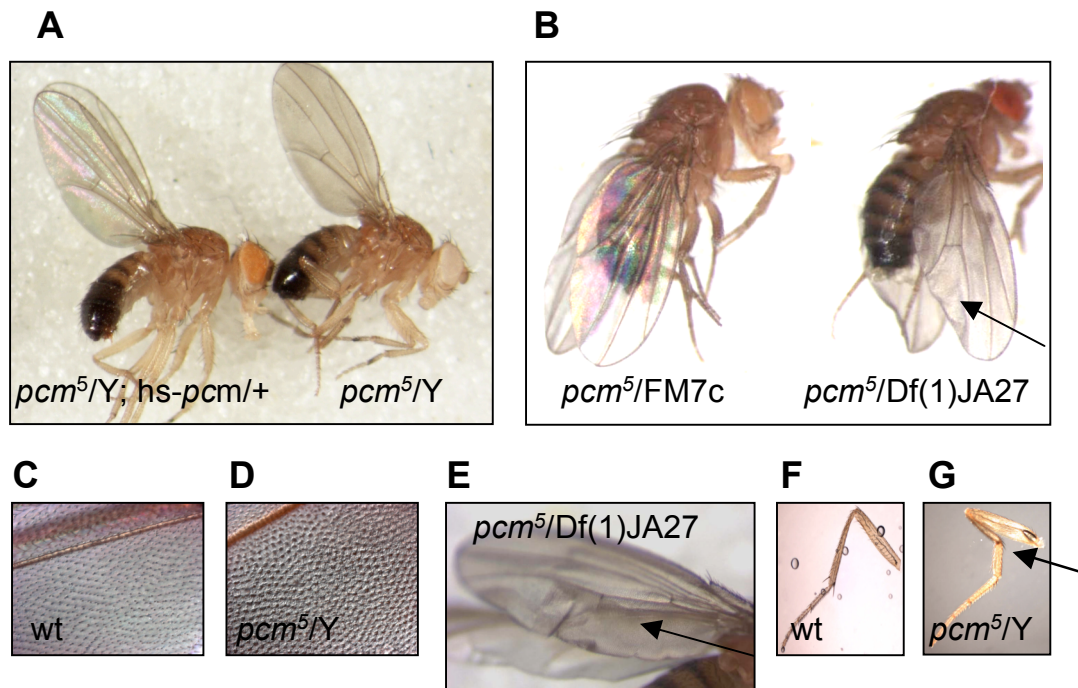 A
B
pcm⁵/Y; hs-pcm/+
pcm⁵/Y
pcm⁵/FM7c
pcm⁵/Df(1)JA27
C
D
E
F
G
wt
pcm⁵/Y
pcm⁵/Df(1)JA27
wt
pcm⁵/Y